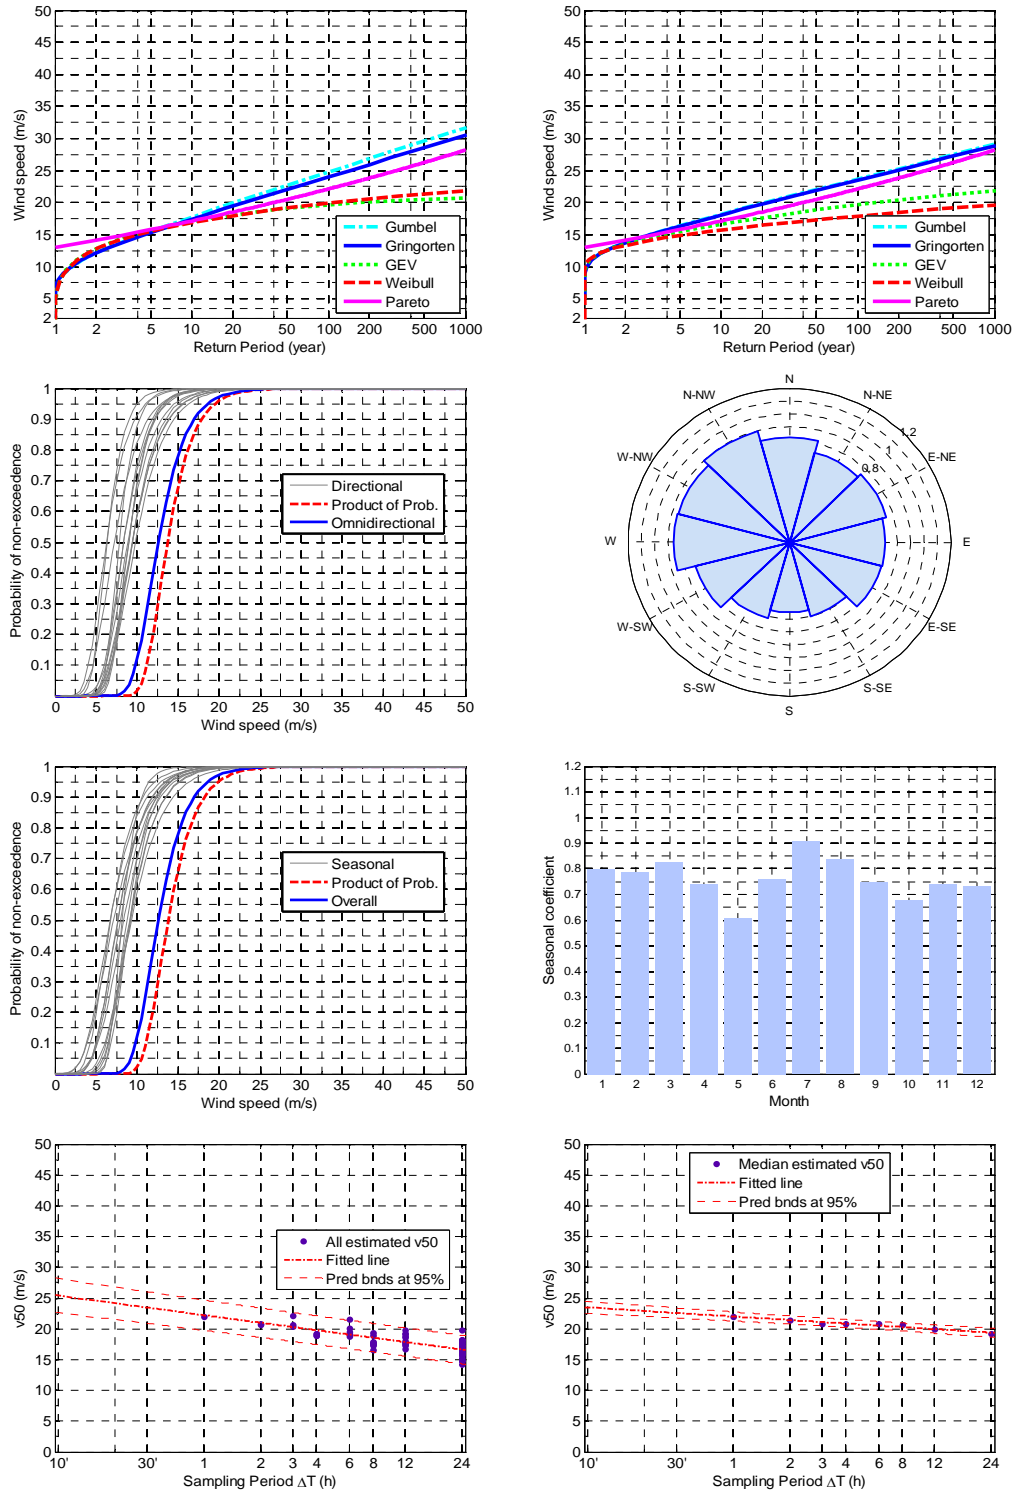 50
45
40
35
30
25
20
15
10
5
2
Wind speed (m/s)
1 2 5 10 20 50 100 200 500 1000
Return Period (year)
Gumbel
Gringorten
GEV
Weibull
Pareto
50
45
40
35
30
25
20
15
10
5
2
Wind speed (m/s)
1 2 5 10 20 50 100 200 500 1000
Return Period (year)
Gumbel
Gringorten
GEV
Weibull
Pareto
1
0.9
0.8
0.7
0.6
0.5
0.4
0.3
0.2
0.1
Probability of non-exceedence
0 5 10 15 20 25 30 35 40 45 50
Wind speed (m/s)
Directional
Product of Prob.
Omnidirectional
N
N-NW
N-NE
1.2
W-NW
1
E-NE
0.8
W
E
W-SW
E-SE
S-SW
S-SE
S
1
0.9
0.8
0.7
0.6
0.5
0.4
0.3
0.2
0.1
Probability of non-exceedence
0 5 10 15 20 25 30 35 40 45 50
Wind speed (m/s)
Seasonal
Product of Prob.
Overall
1.2
1.1
1
0.9
0.8
0.7
0.6
0.5
0.4
0.3
0.2
0.1
0
Seasonal coefficient
1 2 3 4 5 6 7 8 9 10 11 12
Month
50
45
40
35
30
25
20
15
10
5
0
v50 (m/s)
10' 30' 1 2 3 4 6 8 12 24
Sampling Period ΔT (h)
All estimated v50
Fitted line
Pred bnds at 95%
50
45
40
35
30
25
20
15
10
5
0
v50 (m/s)
10' 30' 1 2 3 4 6 8 12 24
Sampling Period ΔT (h)
Median estimated v50
Fitted line
Pred bnds at 95%